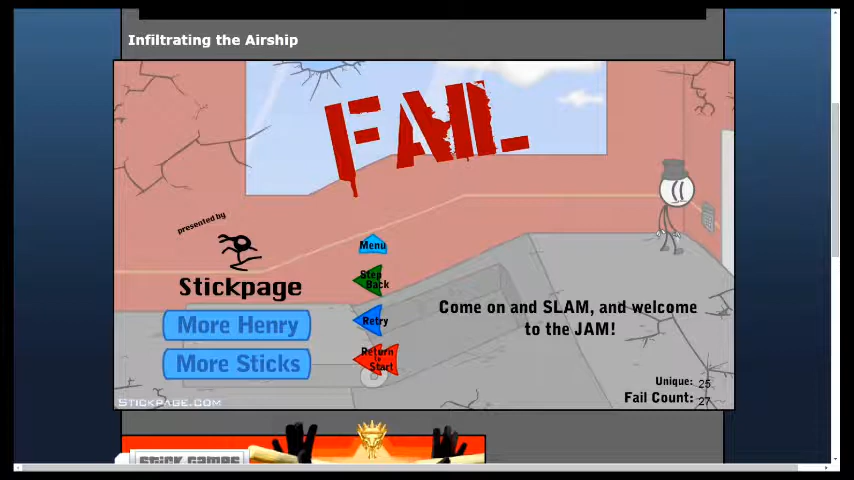 Infiltrating the Airship
FAIL
presented by
Stickpage
Menu
Step
Back
More Henry
Retry
Come on and SLAM, and welcome
to the JAM!
More Sticks
Return
to
Start
Unique: 25
Fail Count: 27
STICKPAGE.COM
STICK GAMES